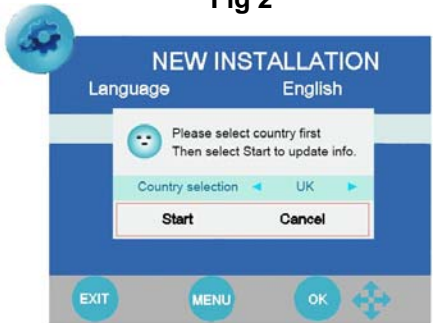 Fig 2
NEW INSTALLATION
Language English
Please select country first
Then select Start to update info.
Country selection UK
Start Cancel
EXIT MENU OK